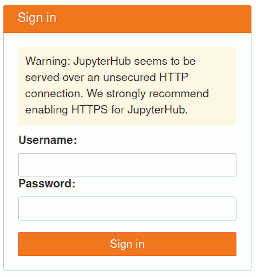 Sign in
Warning: JupyterHub seems to be
served over an unsecured HTTP
connection. We strongly recommend
enabling HTTPS for JupyterHub.
Username:
Password:
Sign in